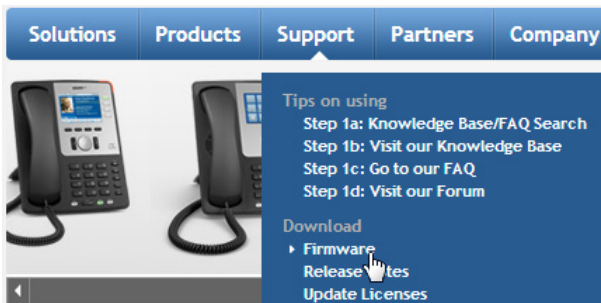 Solutions Products Support Partners Company
Tips on using
Step 1a: Knowledge Base/FAQ Search
Step 1b: Visit our Knowledge Base
Step 1c: Go to our FAQ
Step 1d: Visit our Forum
Download
Firmware
Release
Update Licenses